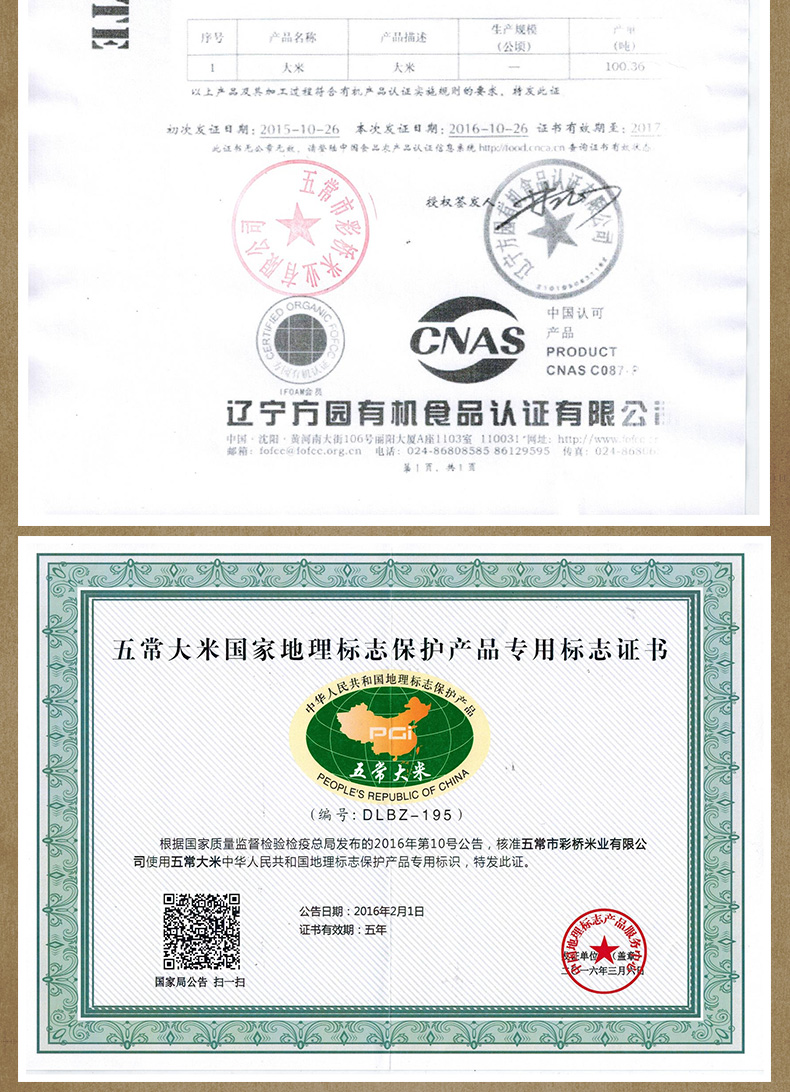 序号 产品名称 产品描述 生产规模（公顷） 产量（吨）
1 大米 大米 — 100.36
以上产品及其加工过程符合有机产品认证实施规则的要求，特发此证
初次发证日期：2015-10-26 本次发证日期：2016-10-26 证书有效期至：2017
此证书无公章无效，请登陆中国食品农产品认证信息系统 http://food.cnca.cn 查询证书有效状态
五常市彩桥米业有限公司
授权签发人：
辽宁方园有机食品认证有限公司
CERTIFIED ORGANIC FOFCC
IFOAM会员
CNAS
中国认可
产品
PRODUCT
CNAS C087-P
辽宁方园有机食品认证有限公司
中国·沈阳·黄河南大街106号丽阳大厦A座1103室 110031 网址：http://www.fofcc
邮箱：fofcc@fofcc.org.cn 电话：024-86808585 86129595 传真：024-86806
第1页，共1页
五常大米国家地理标志保护产品专用标志证书
中华人民共和国地理标志保护产品
PGi
五常大米
PEOPLE'S REPUBLIC OF CHINA
（编号：DLBZ-195）
根据国家质量监督检验检疫总局发布的2016年第10号公告，核准五常市彩桥米业有限公
司使用五常大米中华人民共和国地理标志保护产品专用标识，特发此证。
公告日期：2016年2月1日
证书有效期：五年
国家局公告 扫一扫
中国地理标志产品服务中心
发证单位：（盖章）
二〇一六年三月六日